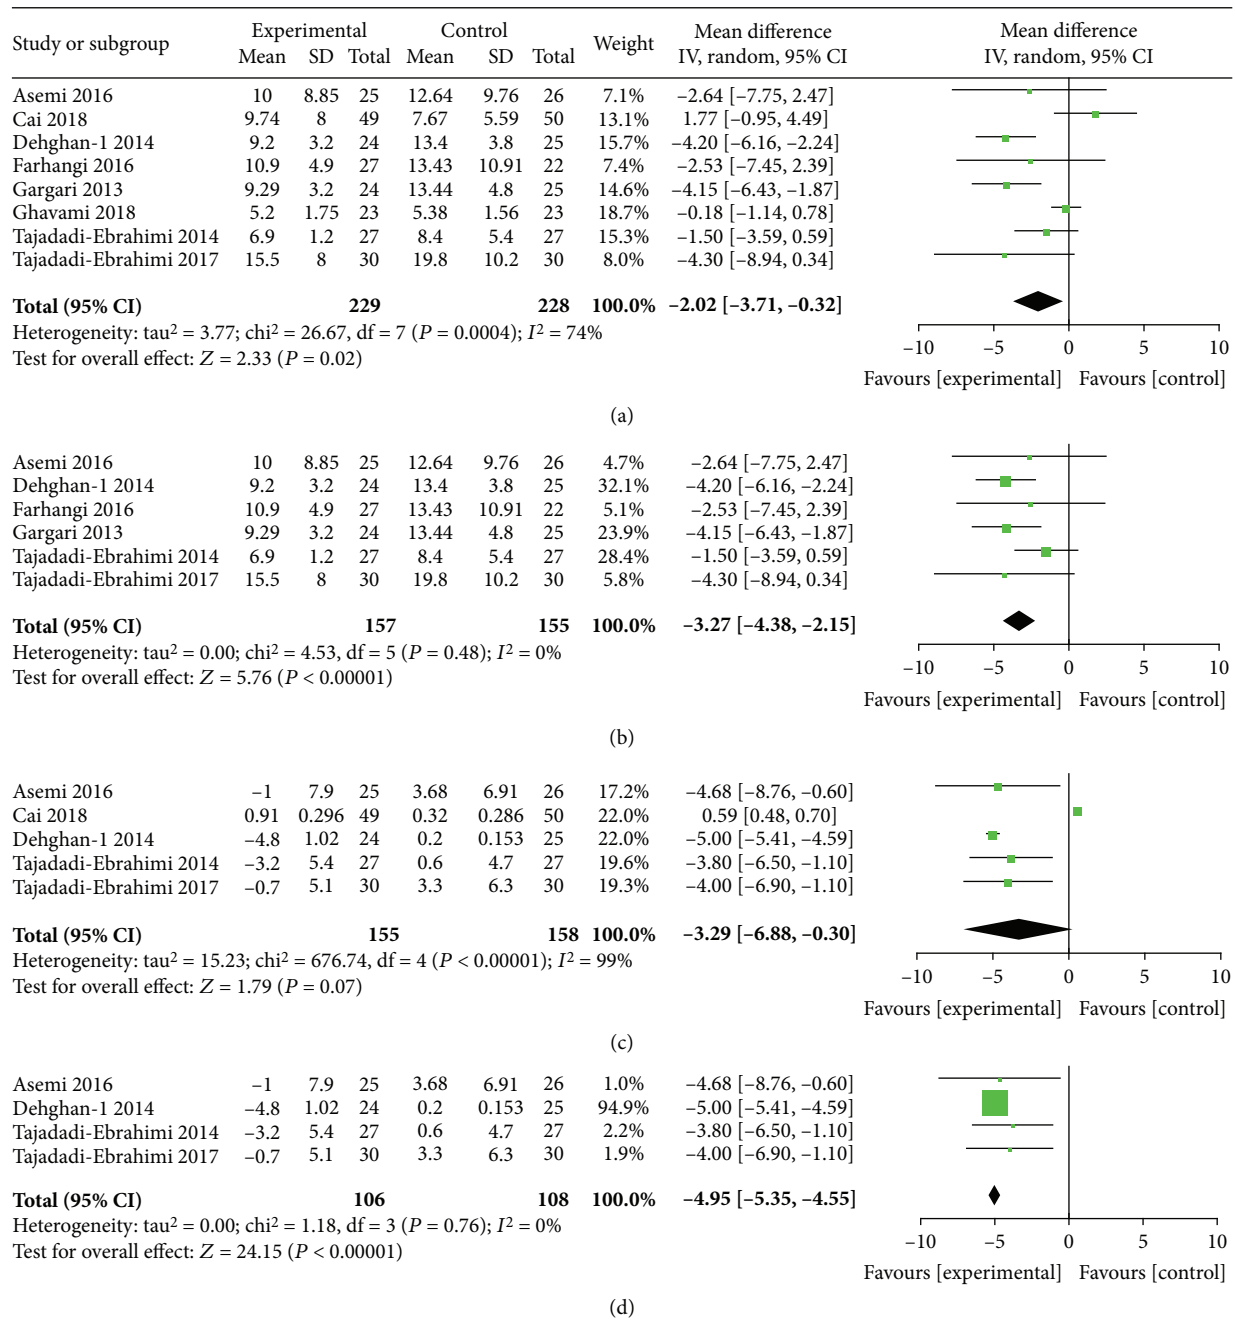 Study or subgroup Experimental Control Weight Mean difference Mean difference
Mean SD Total Mean SD Total IV, random, 95% CI IV, random, 95% CI
Asemi 2016 10 8.85 25 12.64 9.76 26 7.1% –2.64 [–7.75, 2.47]
Cai 2018 9.74 8 49 7.67 5.59 50 13.1% 1.77 [–0.95, 4.49]
Dehghan-1 2014 9.2 3.2 24 13.4 3.8 25 15.7% –4.20 [–6.16, –2.24]
Farhangi 2016 10.9 4.9 27 13.43 10.91 22 7.4% –2.53 [–7.45, 2.39]
Gargari 2013 9.29 3.2 24 13.44 4.8 25 14.6% –4.15 [–6.43, –1.87]
Ghavami 2018 5.2 1.75 23 5.38 1.56 23 18.7% –0.18 [–1.14, 0.78]
Tajadadi-Ebrahimi 2014 6.9 1.2 27 8.4 5.4 27 15.3% –1.50 [–3.59, 0.59]
Tajadadi-Ebrahimi 2017 15.5 8 30 19.8 10.2 30 8.0% –4.30 [–8.94, 0.34]
Total (95% CI) 229 228 100.0% –2.02 [–3.71, –0.32]
Heterogeneity: tau² = 3.77; chi² = 26.67, df = 7 (P = 0.0004); I² = 74%
Test for overall effect: Z = 2.33 (P = 0.02)
–10 –5 0 5 10
Favours [experimental] Favours [control]
(a)
Asemi 2016 10 8.85 25 12.64 9.76 26 4.7% –2.64 [–7.75, 2.47]
Dehghan-1 2014 9.2 3.2 24 13.4 3.8 25 32.1% –4.20 [–6.16, –2.24]
Farhangi 2016 10.9 4.9 27 13.43 10.91 22 5.1% –2.53 [–7.45, 2.39]
Gargari 2013 9.29 3.2 24 13.44 4.8 25 23.9% –4.15 [–6.43, –1.87]
Tajadadi-Ebrahimi 2014 6.9 1.2 27 8.4 5.4 27 28.4% –1.50 [–3.59, 0.59]
Tajadadi-Ebrahimi 2017 15.5 8 30 19.8 10.2 30 5.8% –4.30 [–8.94, 0.34]
Total (95% CI) 157 155 100.0% –3.27 [–4.38, –2.15]
Heterogeneity: tau² = 0.00; chi² = 4.53, df = 5 (P = 0.48); I² = 0%
Test for overall effect: Z = 5.76 (P < 0.00001)
–10 –5 0 5 10
Favours [experimental] Favours [control]
(b)
Asemi 2016 –1 7.9 25 3.68 6.91 26 17.2% –4.68 [–8.76, –0.60]
Cai 2018 0.91 0.296 49 0.32 0.286 50 22.0% 0.59 [0.48, 0.70]
Dehghan-1 2014 –4.8 1.02 24 0.2 0.153 25 22.0% –5.00 [–5.41, –4.59]
Tajadadi-Ebrahimi 2014 –3.2 5.4 27 0.6 4.7 27 19.6% –3.80 [–6.50, –1.10]
Tajadadi-Ebrahimi 2017 –0.7 5.1 30 3.3 6.3 30 19.3% –4.00 [–6.90, –1.10]
Total (95% CI) 155 158 100.0% –3.29 [–6.88, –0.30]
Heterogeneity: tau² = 15.23; chi² = 676.74, df = 4 (P < 0.00001); I² = 99%
Test for overall effect: Z = 1.79 (P = 0.07)
–10 –5 0 5 10
Favours [experimental] Favours [control]
(c)
Asemi 2016 –1 7.9 25 3.68 6.91 26 1.0% –4.68 [–8.76, –0.60]
Dehghan-1 2014 –4.8 1.02 24 0.2 0.153 25 94.9% –5.00 [–5.41, –4.59]
Tajadadi-Ebrahimi 2014 –3.2 5.4 27 0.6 4.7 27 2.2% –3.80 [–6.50, –1.10]
Tajadadi-Ebrahimi 2017 –0.7 5.1 30 3.3 6.3 30 1.9% –4.00 [–6.90, –1.10]
Total (95% CI) 106 108 100.0% –4.95 [–5.35, –4.55]
Heterogeneity: tau² = 0.00; chi² = 1.18, df = 3 (P = 0.76); I² = 0%
Test for overall effect: Z = 24.15 (P < 0.00001)
–10 –5 0 5 10
Favours [experimental] Favours [control]
(d)